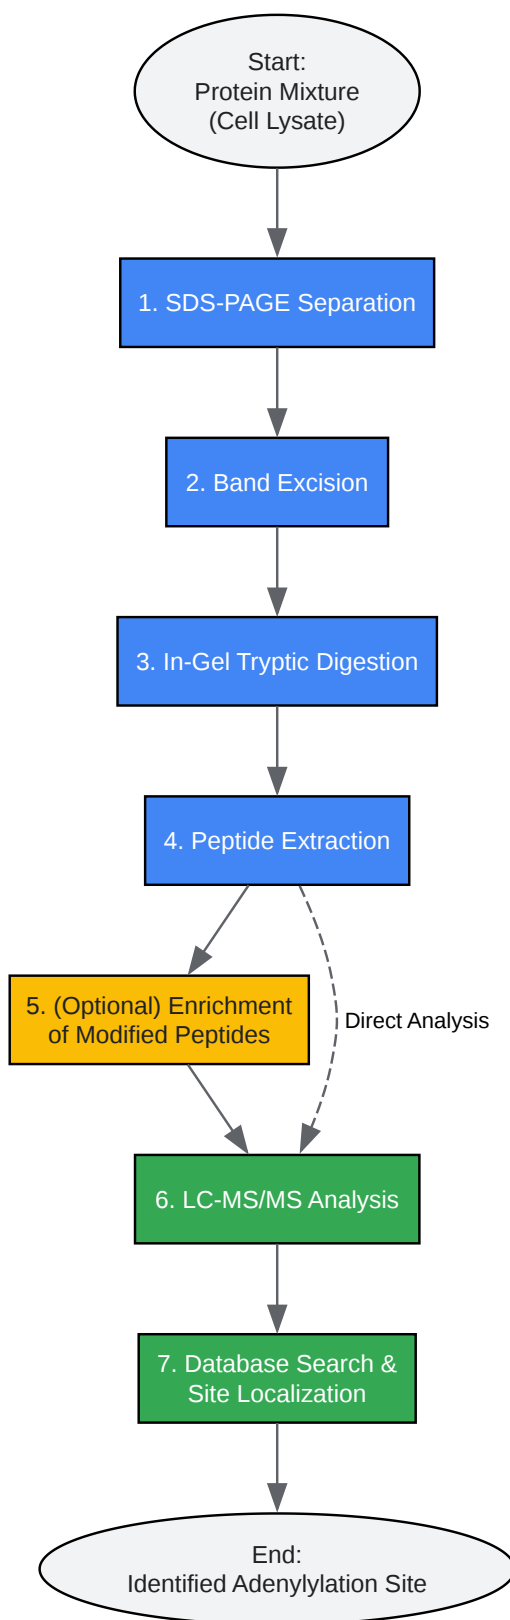 Start:
Protein Mixture
(Cell Lysate)
1. SDS-PAGE Separation
2. Band Excision
3. In-Gel Tryptic Digestion
4. Peptide Extraction
5. (Optional) Enrichment
of Modified Peptides
Direct Analysis
6. LC-MS/MS Analysis
7. Database Search &
Site Localization
End:
Identified Adenylylation Site